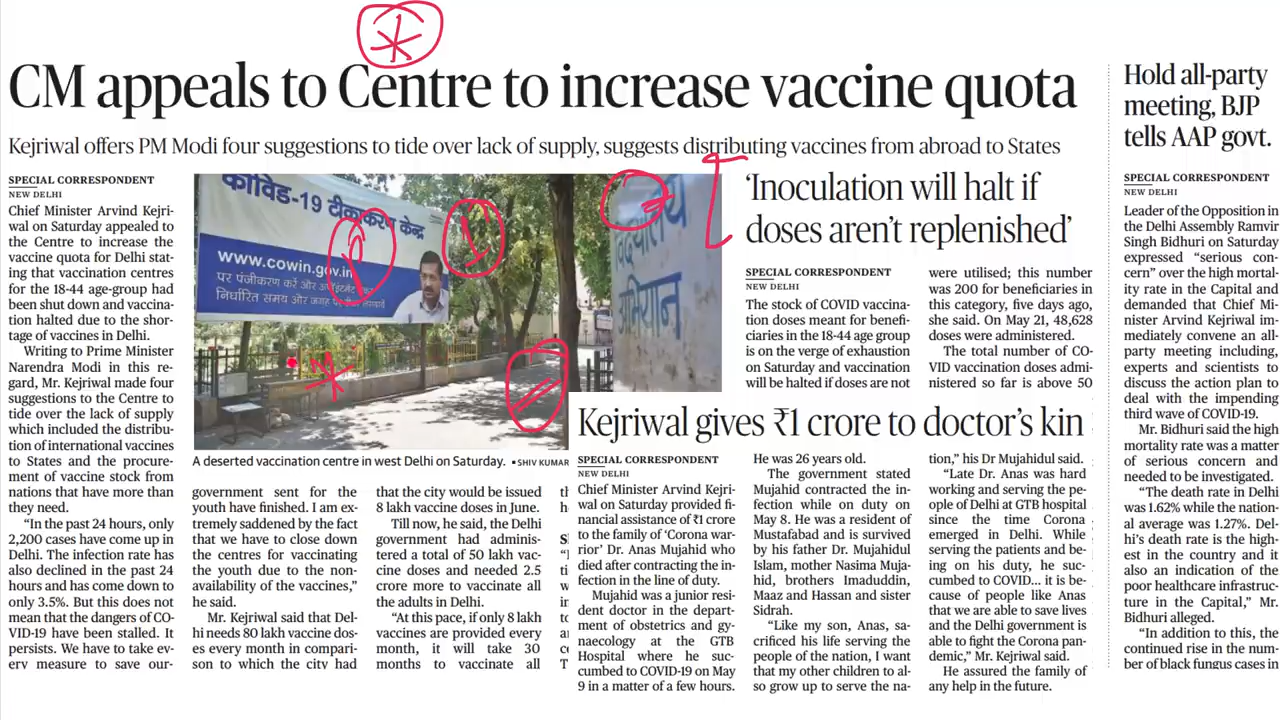 CM appeals to Centre to increase vaccine quota
Kejriwal offers PM Modi four suggestions to tide over lack of supply, suggests distributing vaccines from abroad to States
SPECIAL CORRESPONDENT
NEW DELHI
Chief Minister Arvind Kejri-
wal on Saturday appealed to
the Centre to increase the
vaccine quota for Delhi stat-
ing that vaccination centres
for the 18-44 age-group had
been shut down and vaccina-
tion halted due to the shor-
tage of vaccines in Delhi.
Writing to Prime Minister
Narendra Modi in this re-
gard, Mr. Kejriwal made four
suggestions to the Centre to
tide over the lack of supply
which included the distribu-
tion of international vaccines
to States and the procure-
ment of vaccine stock from
nations that have more than
they need.
“In the past 24 hours, only
2,200 cases have come up in
Delhi. The infection rate has
also declined in the past 24
hours and has come down to
only 3.5%. But this does not
mean that the dangers of CO-
VID-19 have been stalled. It
persists. We have to take ev-
ery measure to save our-
कोविड-19 टीकाकरण केन्द्र
www.cowin.gov.in
पर पंजीकरण करें और
निर्धारित समय और जगह
विद्यालय
अभियान
A deserted vaccination centre in west Delhi on Saturday. ▪SHIV KUMAR
government sent for the
youth have finished. I am ex-
tremely saddened by the fact
that we have to close down
the centres for vaccinating
the youth due to the non-
availability of the vaccines,”
he said.
Mr. Kejriwal said that Del-
hi needs 80 lakh vaccine dos-
es every month in compari-
son to which the city had
that the city would be issued
8 lakh vaccine doses in June.
Till now, he said, the Delhi
government had adminis-
tered a total of 50 lakh vac-
cine doses and needed 2.5
crore more to vaccinate all
the adults in Delhi.
“At this pace, if only 8 lakh
vaccines are provided every
month, it will take 30
months to vaccinate all
‘Inoculation will halt if
doses aren’t replenished’
SPECIAL CORRESPONDENT
NEW DELHI
The stock of COVID vaccina-
tion doses meant for benefi-
ciaries in the 18-44 age group
is on the verge of exhaustion
on Saturday and vaccination
will be halted if doses are not
were utilised; this number
was 200 for beneficiaries in
this category, five days ago,
she said. On May 21, 48,628
doses were administered.
The total number of CO-
VID vaccination doses admi-
nistered so far is above 50
Kejriwal gives ₹1 crore to doctor’s kin
SPECIAL CORRESPONDENT
NEW DELHI
Chief Minister Arvind Kejri-
wal on Saturday provided fi-
nancial assistance of ₹1 crore
to the family of ‘Corona war-
rior’ Dr. Anas Mujahid who
died after contracting the in-
fection in the line of duty.
Mujahid was a junior resi-
dent doctor in the depart-
ment of obstetrics and gy-
naecology at the GTB
Hospital where he suc-
cumbed to COVID-19 on May
9 in a matter of a few hours.
He was 26 years old.
The government stated
Mujahid contracted the in-
fection while on duty on
May 8. He was a resident of
Mustafabad and is survived
by his father Dr. Mujahidul
Islam, mother Nasima Muja-
hid, brothers Imaduddin,
Maaz and Hassan and sister
Sidrah.
“Like my son, Anas, sa-
crificed his life serving the
people of the nation, I want
that my other children to al-
so grow up to serve the na-
tion,” his Dr Mujahidul said.
“Late Dr. Anas was hard
working and serving the peo-
ple of Delhi at GTB hospital
since the time Corona
emerged in Delhi. While
serving the patients and be-
ing on his duty, he suc-
cumbed to COVID... it is be-
cause of people like Anas
that we are able to save lives
and the Delhi government is
able to fight the Corona pan-
demic,” Mr. Kejriwal said.
He assured the family of
any help in the future.
Hold all-party
meeting, BJP
tells AAP govt.
SPECIAL CORRESPONDENT
NEW DELHI
Leader of the Opposition in
the Delhi Assembly Ramvir
Singh Bidhuri on Saturday
expressed “serious con-
cern” over the high mortal-
ity rate in the Capital and
demanded that Chief Mi-
nister Arvind Kejriwal im-
mediately convene an all-
party meeting including,
experts and scientists to
discuss the action plan to
deal with the impending
third wave of COVID-19.
Mr. Bidhuri said the high
mortality rate was a matter
of serious concern and
needed to be investigated.
“The death rate in Delhi
was 1.62% while the nation-
al average was 1.27%. Del-
hi’s death rate is the high-
est in the country and it
also an indication of the
poor healthcare infrastruc-
ture in the Capital,” Mr.
Bidhuri alleged.
“In addition to this, the
continued rise in the num-
ber of black fungus cases in